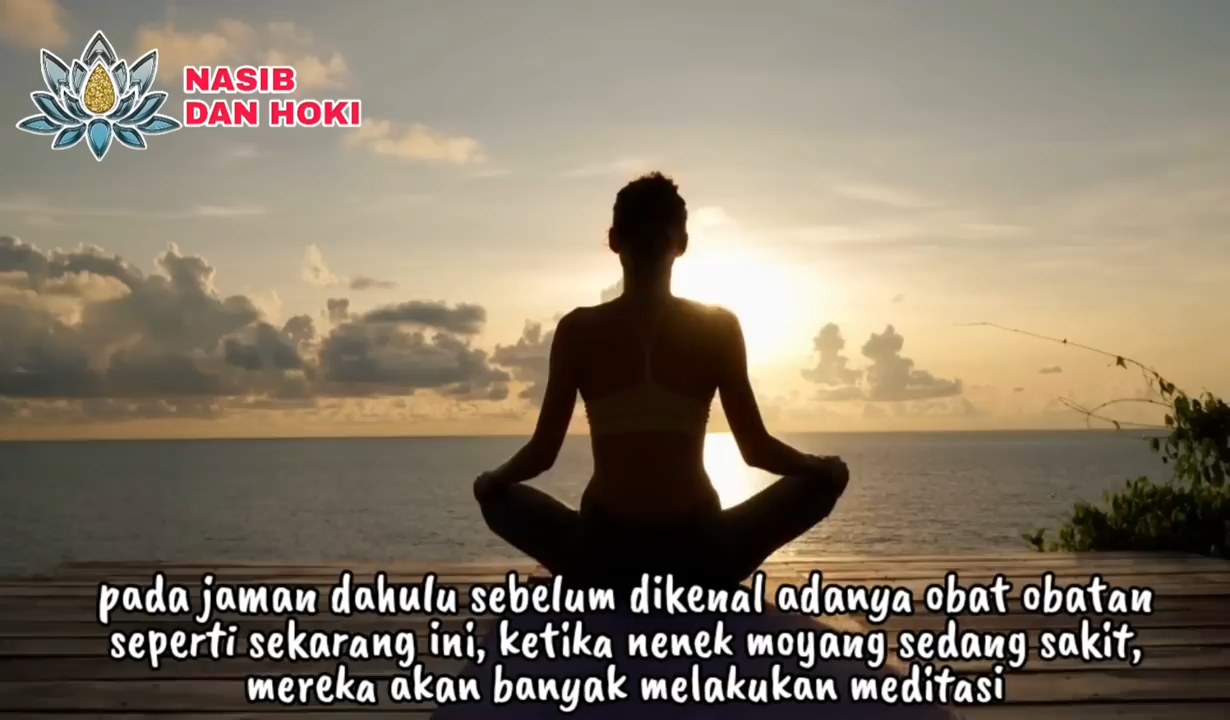 NASIB
DAN HOKI
pada jaman dahulu sebelum dikenal adanya obat obatan
seperti sekarang ini, ketika nenek moyang sedang sakit,
mereka akan banyak melakukan meditasi